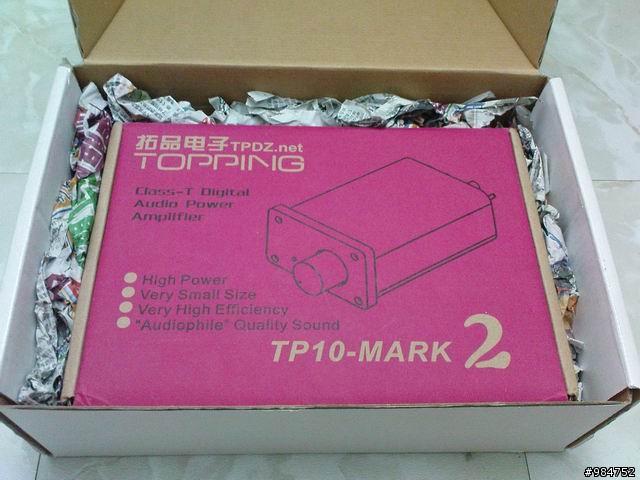 拓品电子TPDZ.net
TOPPING
Class-T Digital
Audio Power
Amplifier
High Power
Very Small Size
Very High Efficiency
"Audiophile" Quality Sound
TP10-MARK 2
#984752